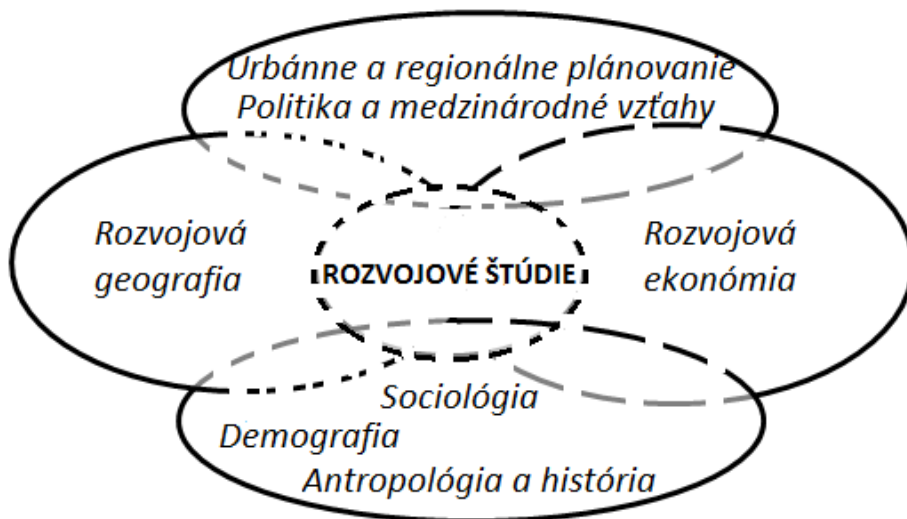 Urbánne a regionálne plánovanie
Politika a medzinárodné vzťahy
Rozvojová
geografia
ROZVOJOVÉ ŠTÚDIE
Rozvojová
ekonómia
Sociológia
Demografia
Antropológia a história